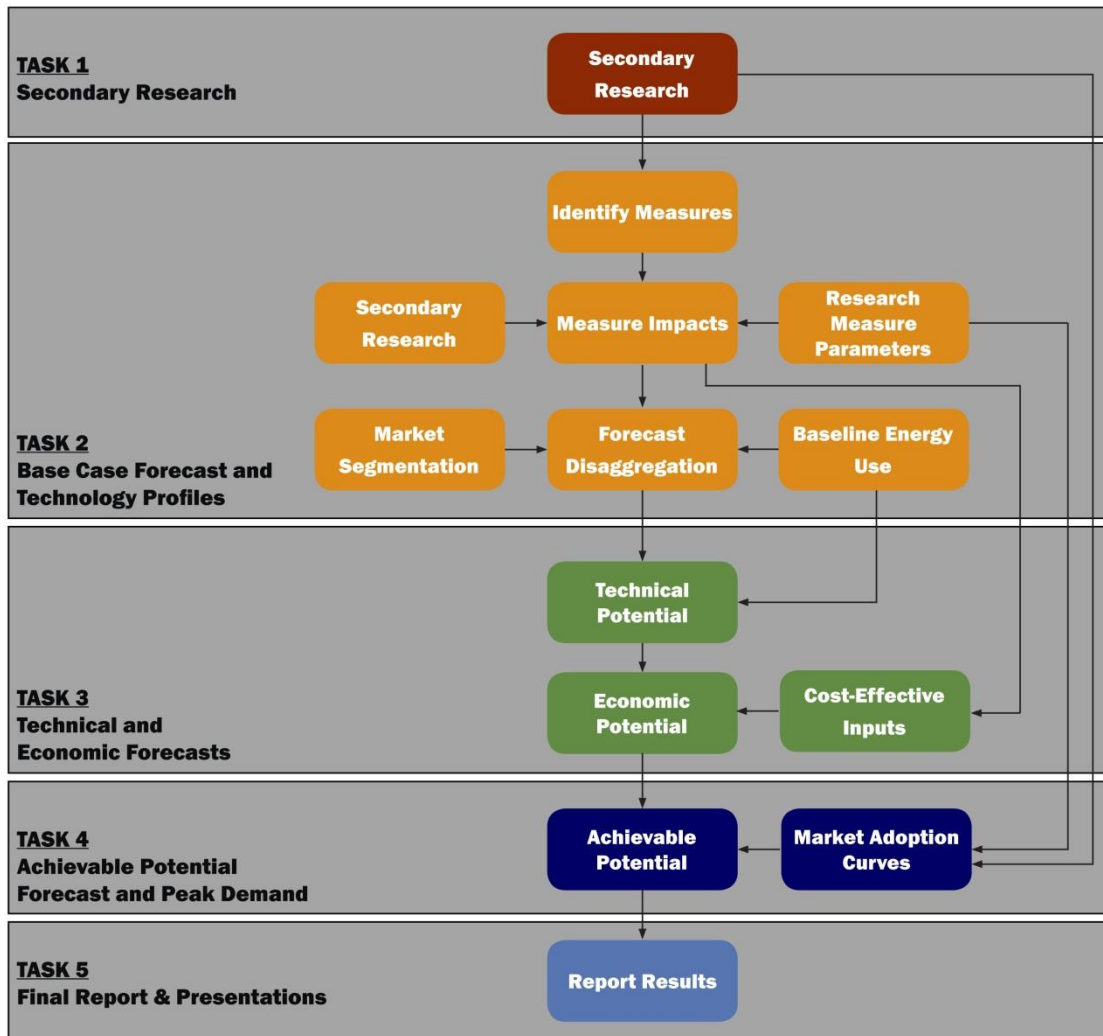 TASK 1
Secondary Research
Secondary
Research
Identify Measures
Secondary
Research
Measure Impacts
Research
Measure
Parameters
Market
Segmentation
Forecast
Disaggregation
Baseline Energy
Use
TASK 2
Base Case Forecast and
Technology Profiles
Technical
Potential
Economic
Potential
Cost-Effective
Inputs
TASK 3
Technical and
Economic Forecasts
Achievable
Potential
Market Adoption
Curves
TASK 4
Achievable Potential
Forecast and Peak Demand
TASK 5
Final Report & Presentations
Report Results